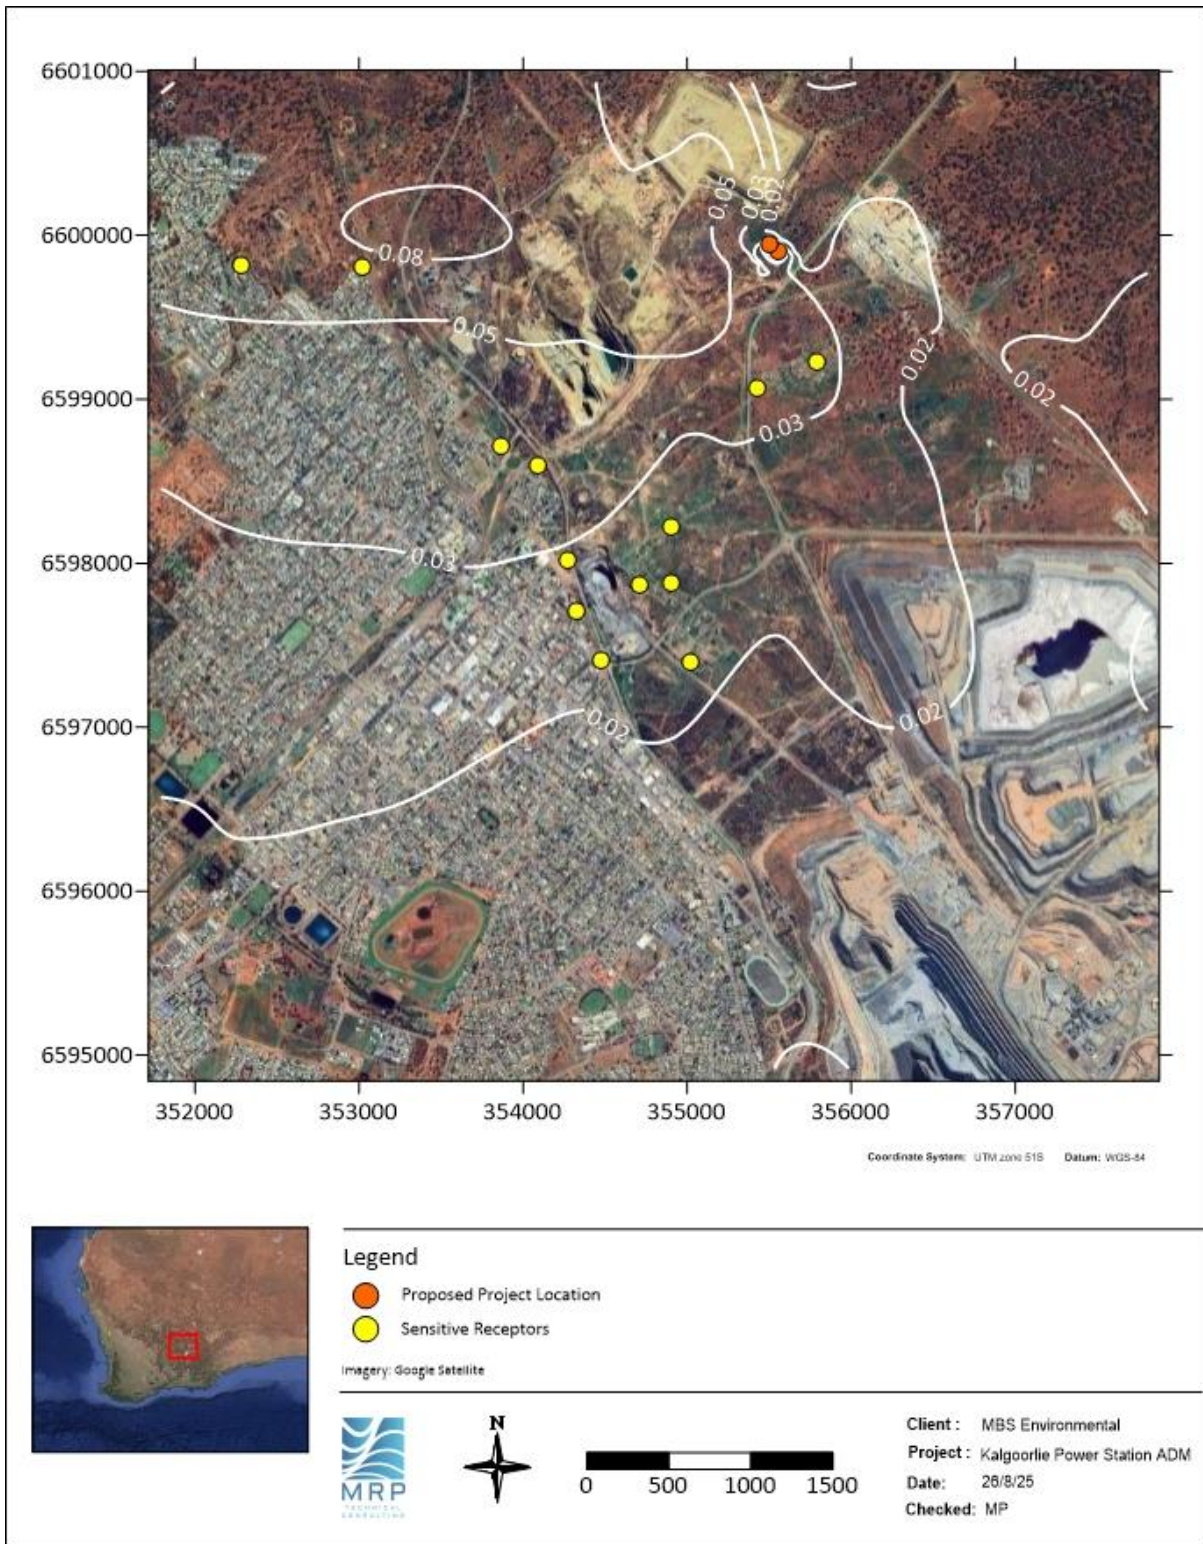 6601000
6600000
6599000
6598000
6597000
6596000
6595000
352000 353000 354000 355000 356000 357000
0.05
0.03
0.02
0.08
0.05
0.02
0.02
0.03
0.03
0.02
0.02
Coordinate System: UTM zone 51S Datum: WGS-84
Legend
Proposed Project Location
Sensitive Receptors
Imagery: Google Satellite
MRP
TECHNICAL
CONSULTING
N
0 500 1000 1500
Client : MBS Environmental
Project : Kalgoorlie Power Station ADM
Date: 26/8/25
Checked: MP